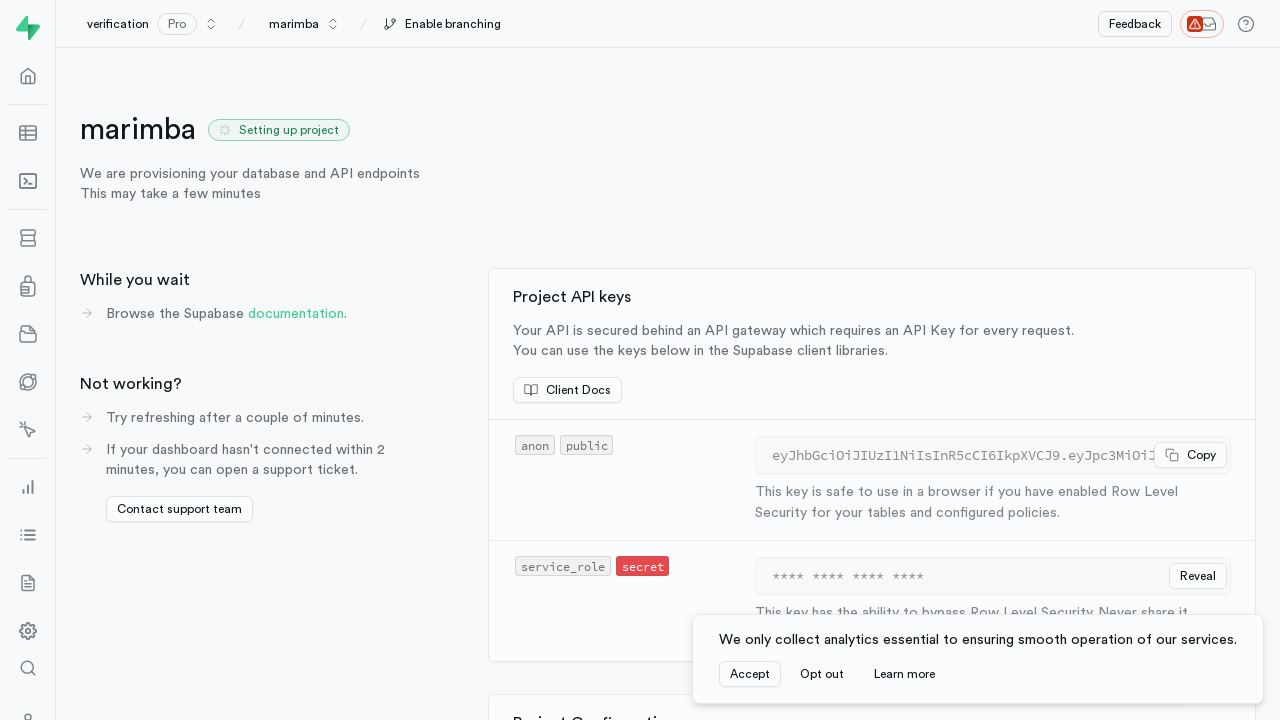 verification Pro / marimba / Enable branching Feedback
marimba Setting up project
We are provisioning your database and API endpoints
This may take a few minutes
While you wait
Browse the Supabase documentation.
Not working?
Try refreshing after a couple of minutes.
If your dashboard hasn't connected within 2
minutes, you can open a support ticket.
Contact support team
Project API keys
Your API is secured behind an API gateway which requires an API Key for every request.
You can use the keys below in the Supabase client libraries.
Client Docs
anon public
eyJhbGciOiJIUzI1NiIsInR5cCI6IkpXVCJ9.eyJpc3MiOiJ Copy
This key is safe to use in a browser if you have enabled Row Level
Security for your tables and configured policies.
service_role secret
**** **** **** **** Reveal
This key has the ability to bypass Row Level Security. Never share it
We only collect analytics essential to ensuring smooth operation of our services.
Accept Opt out Learn more